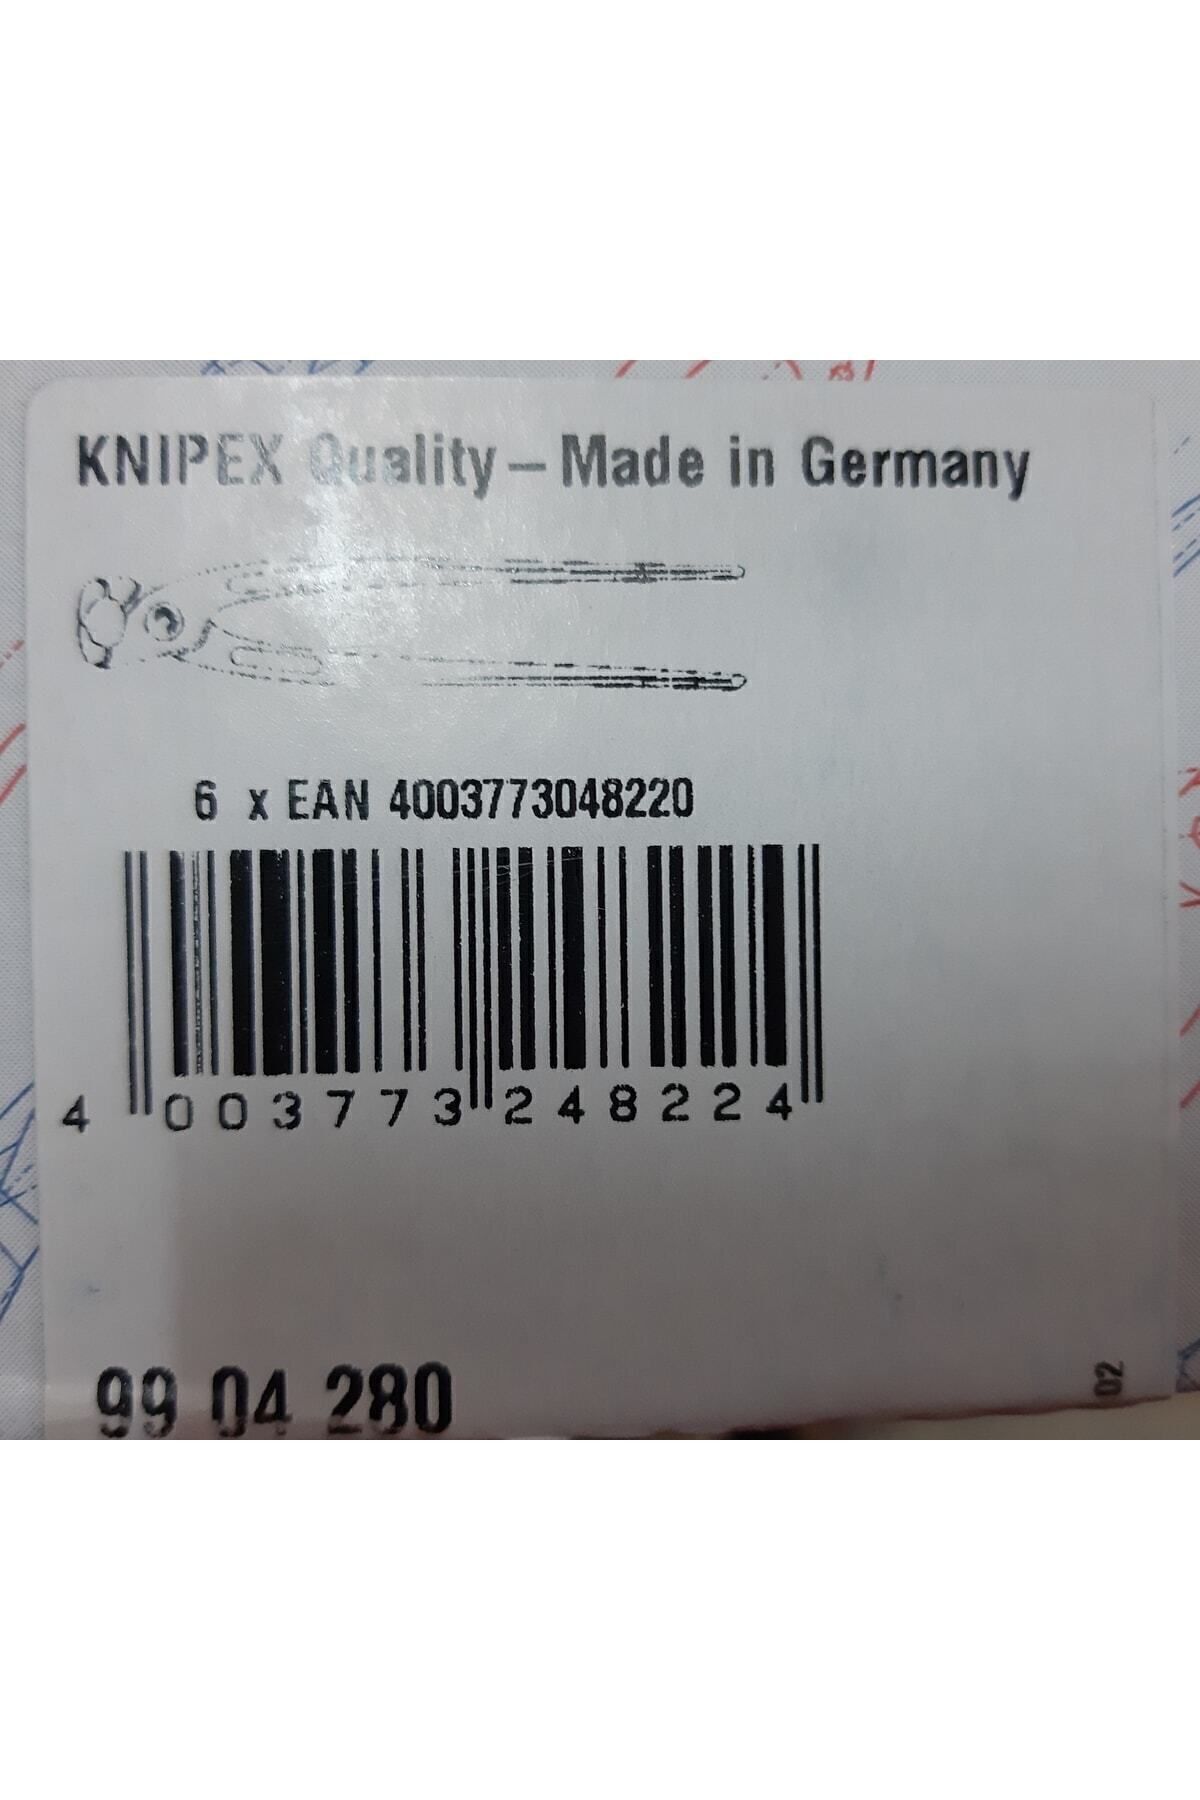 KNIPEX Quality – Made in Germany
6 x EAN 4003773048220
4 003773 248224
99 04 280
02